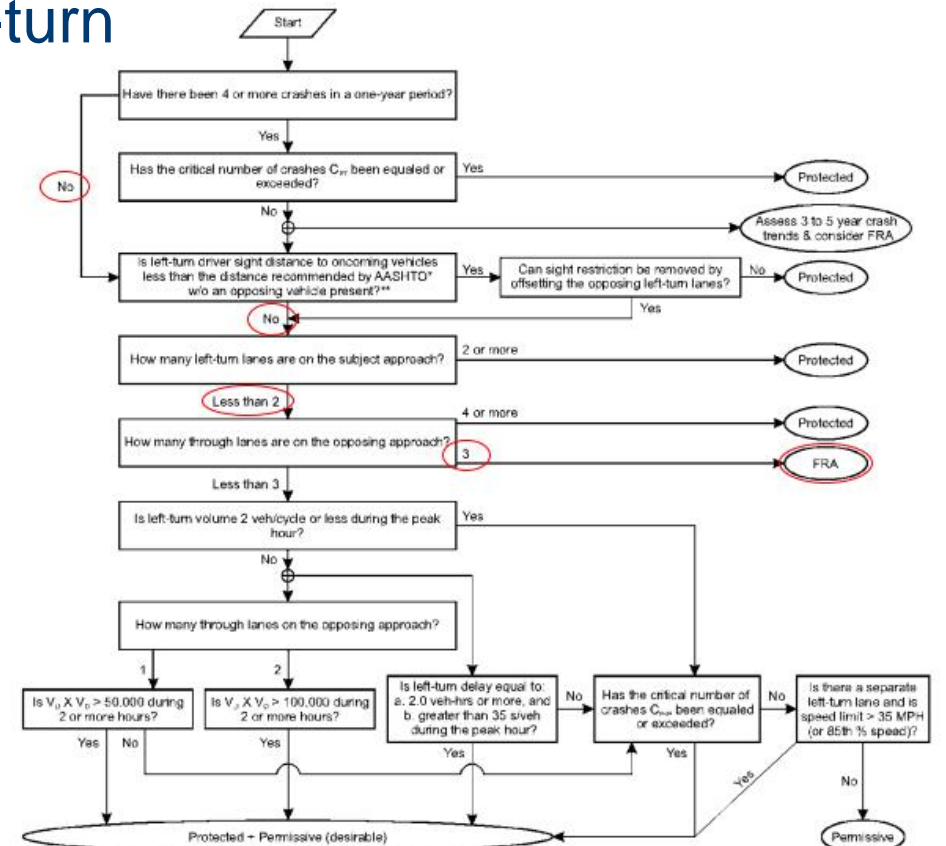 -turn
Start
Have there been 4 or more crashes in a one-year period?
Yes
No
Has the critical number of crashes C been equaled or
exceeded?
Yes
Protected
No
Assess 3 to 5 year crash
trends & consider FRA
Is left-turn driver sight distance to oncoming vehicles
less than the distance recommended by AASHTO*
w/o an opposing vehicle present?**
Yes
Can sight restriction be removed by
offsetting the opposing left-turn lanes?
No
Protected
Yes
No
How many left-turn lanes are on the subject approach?
2 or more
Protected
Less than 2
How many through lanes are on the opposing approach?
4 or more
Protected
3
FRA
Less than 3
Is left-turn volume 2 veh/cycle or less during the peak
hour?
Yes
No
How many through lanes on the opposing approach?
1
2
Is V X V > 50,000 during
2 or more hours?
Is V X V > 100,000 during
2 or more hours?
Is left-turn delay equal to:
a. 2.0 veh-hrs or more, and
b. greater than 35 s/veh
during the peak hour?
No
Has the critical number of
crashes C been equaled
or exceeded?
No
Is there a separate
left-turn lane and is
speed limit > 35 MPH
(or 85th % speed)?
Yes
No
Yes
Yes
Yes
Yes
No
Protected + Permissive (desirable)
Permissive